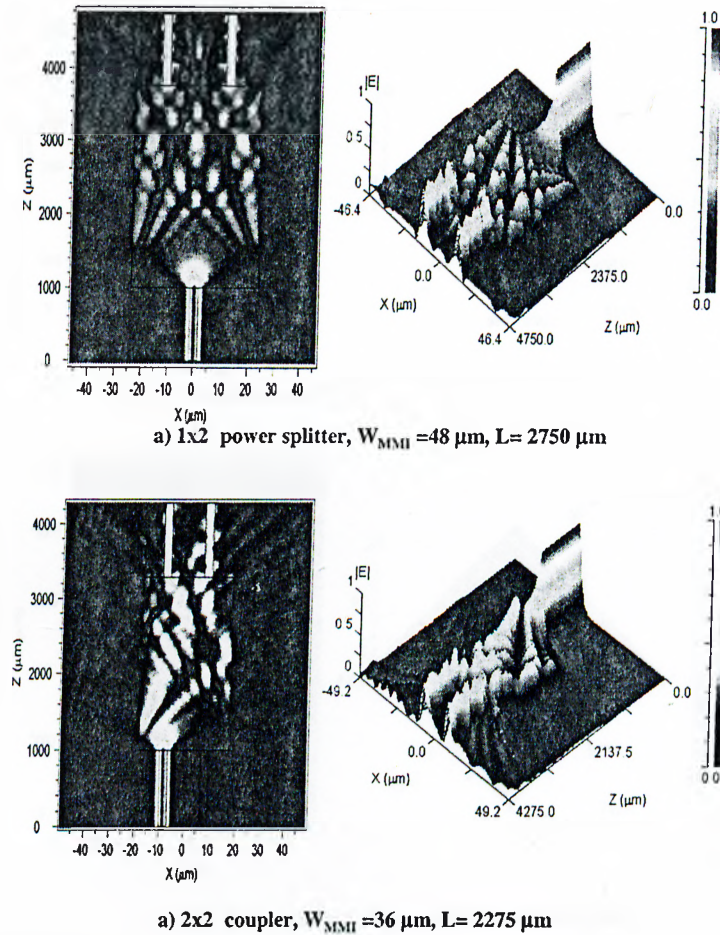 4000
3000
2000
1000
0
Z (μm)
-40 -30 -20 -10 0 10 20 30 40
X (μm)
|E|
1
0 5
0
-46.4
0.0
46.4
X (μm)
4750.0
2375.0
0.0
Z (μm)
1.0
0.0
a) 1x2 power splitter, W_MMI =48 μm, L= 2750 μm
4000
3000
2000
1000
0
Z (μm)
-40 -30 -20 -10 0 10 20 30 40
X (μm)
|E|
1
0 5
0
-49.2
0.0
49.2
X (μm)
4275 0
2137.5
0.0
Z (μm)
1.0
0 0
a) 2x2 coupler, W_MMI =36 μm, L= 2275 μm